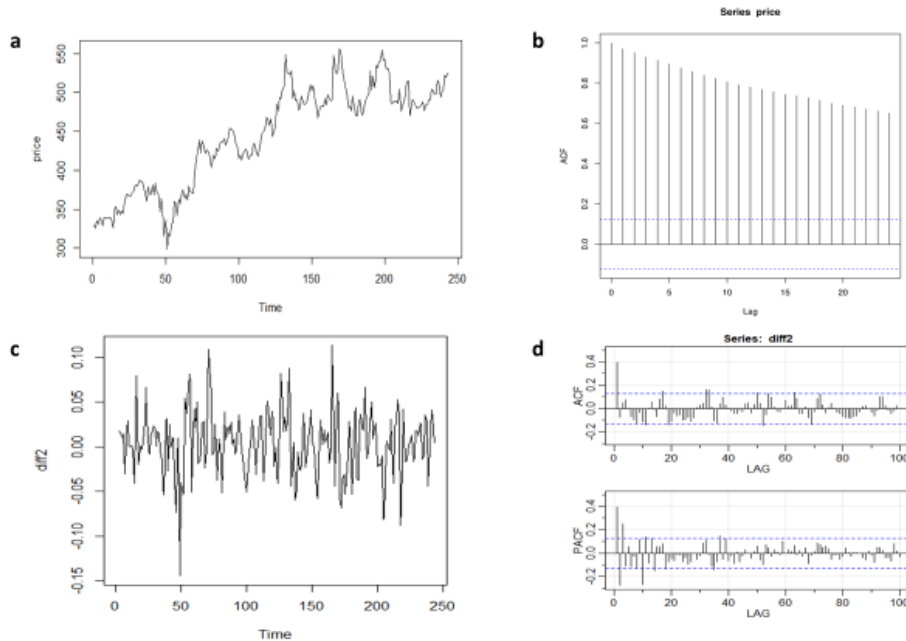 a
price
300 350 400 450 500 550
0 50 100 150 200 250
Time
b
Series price
ACF
0.0 0.2 0.4 0.6 0.8 1.0
0 5 10 15 20
Lag
c
diff2
-0.15 -0.10 -0.05 0.00 0.05 0.10
0 50 100 150 200 250
Time
d
Series: diff2
ACF
-0.2 0.0 0.2 0.4
0 20 40 60 80 100
LAG
PACF
-0.2 0.0 0.2 0.4
0 20 40 60 80 100
LAG